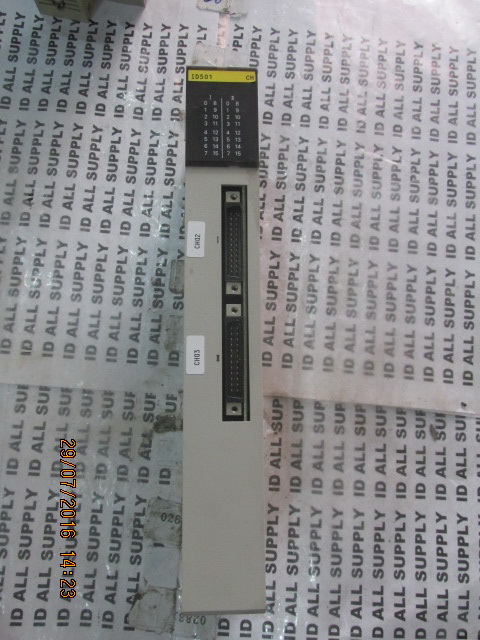 ID501 CH
1 2
0 8 0 8
1 9 1 9
2 10 2 10
3 11 3 11
4 12 4 12
5 13 5 13
6 14 6 14
7 15 7 15
CH02
CH03
ID ALL SUPPLY
29/07/2016 14:23